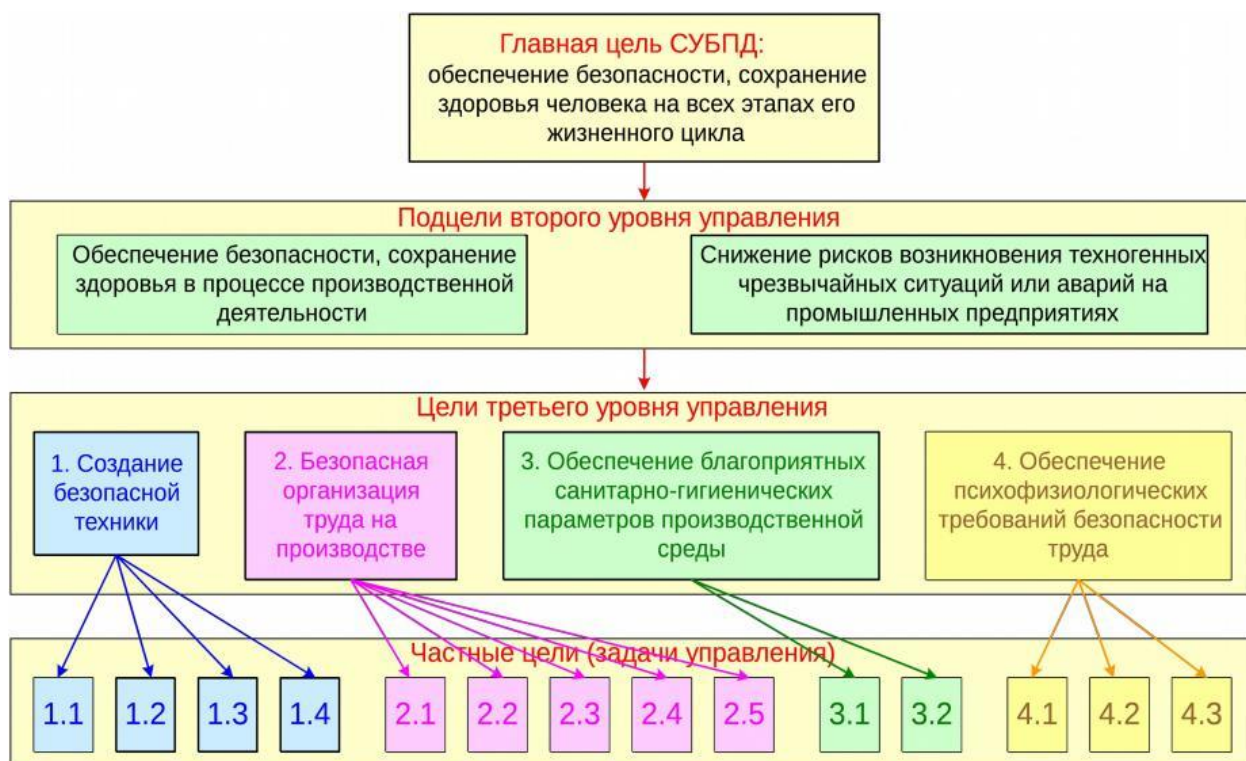 Главная цель СУБПД:
обеспечение безопасности, сохранение
здоровья человека на всех этапах его
жизненного цикла
Подцели второго уровня управления
Обеспечение безопасности, сохранение
здоровья в процессе производственной
деятельности
Снижение рисков возникновения техногенных
чрезвычайных ситуаций или аварий на
промышленных предприятиях
Цели третьего уровня управления
1. Создание
безопасной
техники
2. Безопасная
организация
труда на
производстве
3. Обеспечение благоприятных
санитарно-гигиенических
параметров производственной
среды
4. Обеспечение
психофизиологических
требований безопасности
труда
Частные цели (задачи управления)
1.1 1.2 1.3 1.4 2.1 2.2 2.3 2.4 2.5 3.1 3.2 4.1 4.2 4.3